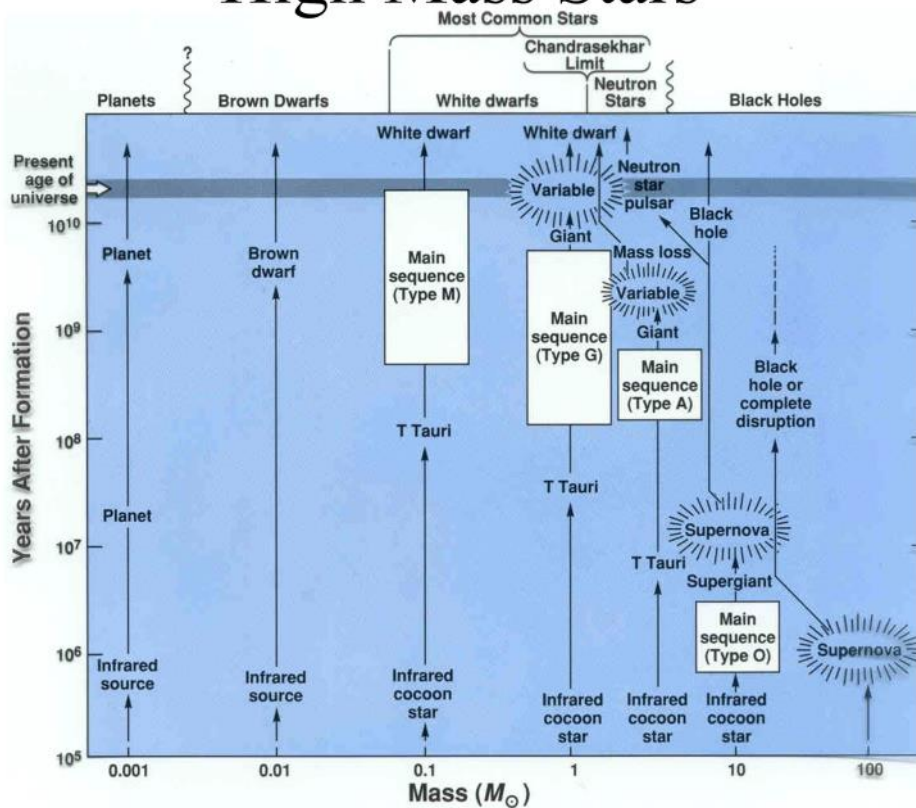 High Mass Stars
Most Common Stars
Chandrasekhar
Limit
?
Neutron
Stars
Planets
Brown Dwarfs
White dwarfs
Black Holes
White dwarf
White dwarf
Present
age of
universe
Variable
Neutron
star
pulsar
Black
hole
10¹⁰
Planet
Brown
dwarf
Main
sequence
(Type M)
Giant
Mass loss
Variable
Giant
10⁹
Main
sequence
(Type G)
Main
sequence
(Type A)
Black
hole or
complete
disruption
T Tauri
10⁸
T Tauri
Planet
Supernova
10⁷
T Tauri
Supergiant
Main
sequence
(Type O)
Supernova
10⁶
Infrared
source
Infrared
source
Infrared
cocoon
star
Infrared
cocoon
star
Infrared
cocoon
star
Infrared
cocoon
star
10⁵
Years After Formation
0.001
0.01
0.1
1
10
100
Mass (M☉)